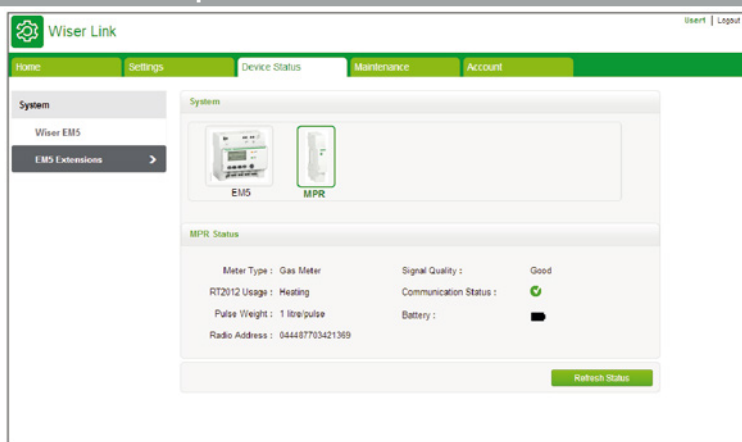 Wiser Link
User1 | Logout
Home Settings Device Status Maintenance Account
System
Wiser EM5
EM5 Extensions
System
EM5 MPR
MPR Status
Meter Type : Gas Meter
RT2012 Usage : Heating
Pulse Weight : 1 litre/pulse
Radio Address : 044487703421369
Signal Quality : Good
Communication Status :
Battery :
Refresh Status